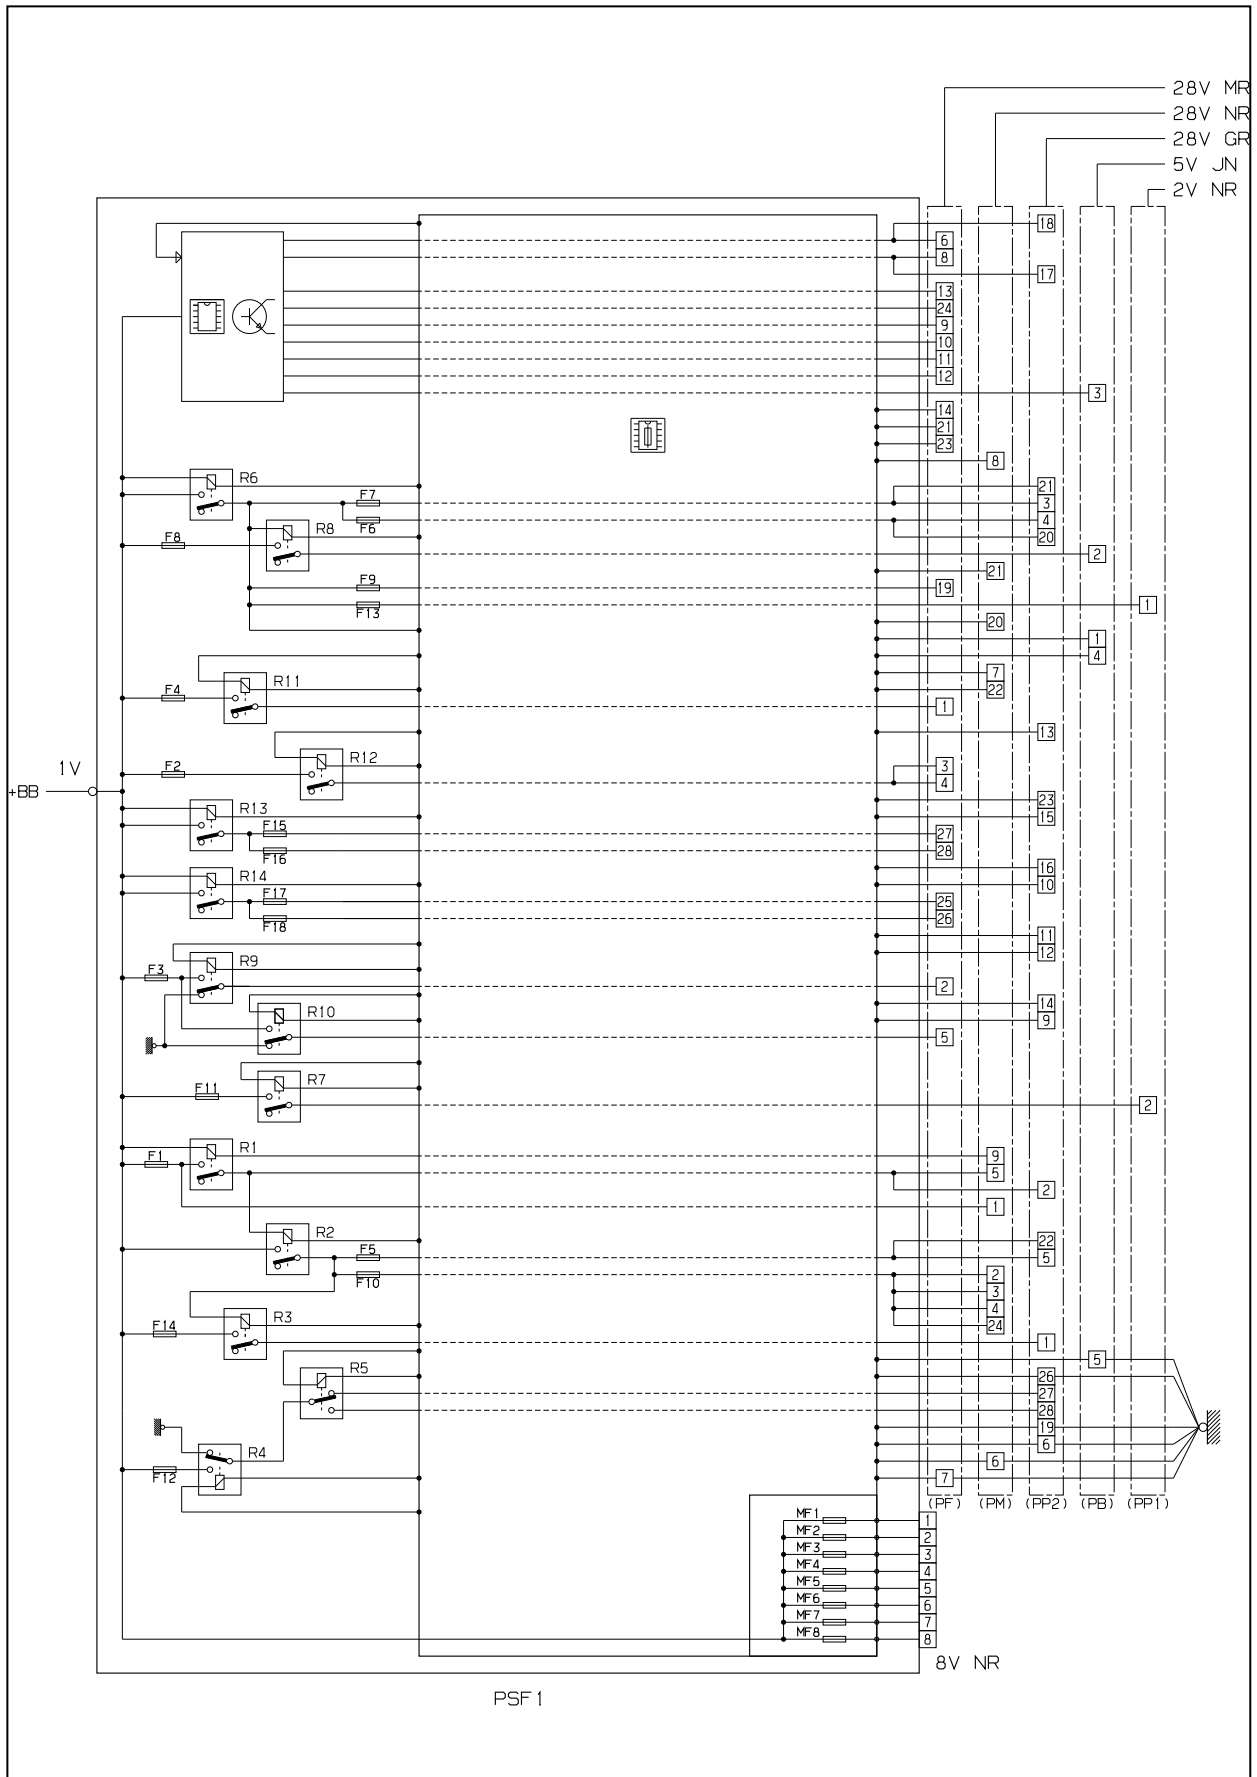 28V MR
28V NR
28V GR
5V JN
2V NR
18
6
8
17
13
24
9
10
11
12
3
14
21
23
8
R6
21
F7
3
4
F6
R8
20
F8
2
21
F9
19
F13
1
20
1
4
7
R11
22
F4
1
13
R12
3
1V
F2
4
+BB
23
R13
15
F15
27
F16
28
16
R14
10
F17
25
F18
26
11
12
R9
F3
2
14
R10
9
5
R7
F11
2
R1
9
F1
5
2
1
R2
22
F5
5
F10
2
3
4
R3
24
F14
1
5
R5
26
27
28
19
6
R4
6
F12
7
(PF) (PM) (PP2) (PB) (PP1)
MF1 1
MF2 2
MF3 3
MF4 4
MF5 5
MF6 6
MF7 7
MF8 8
8V NR
PSF1